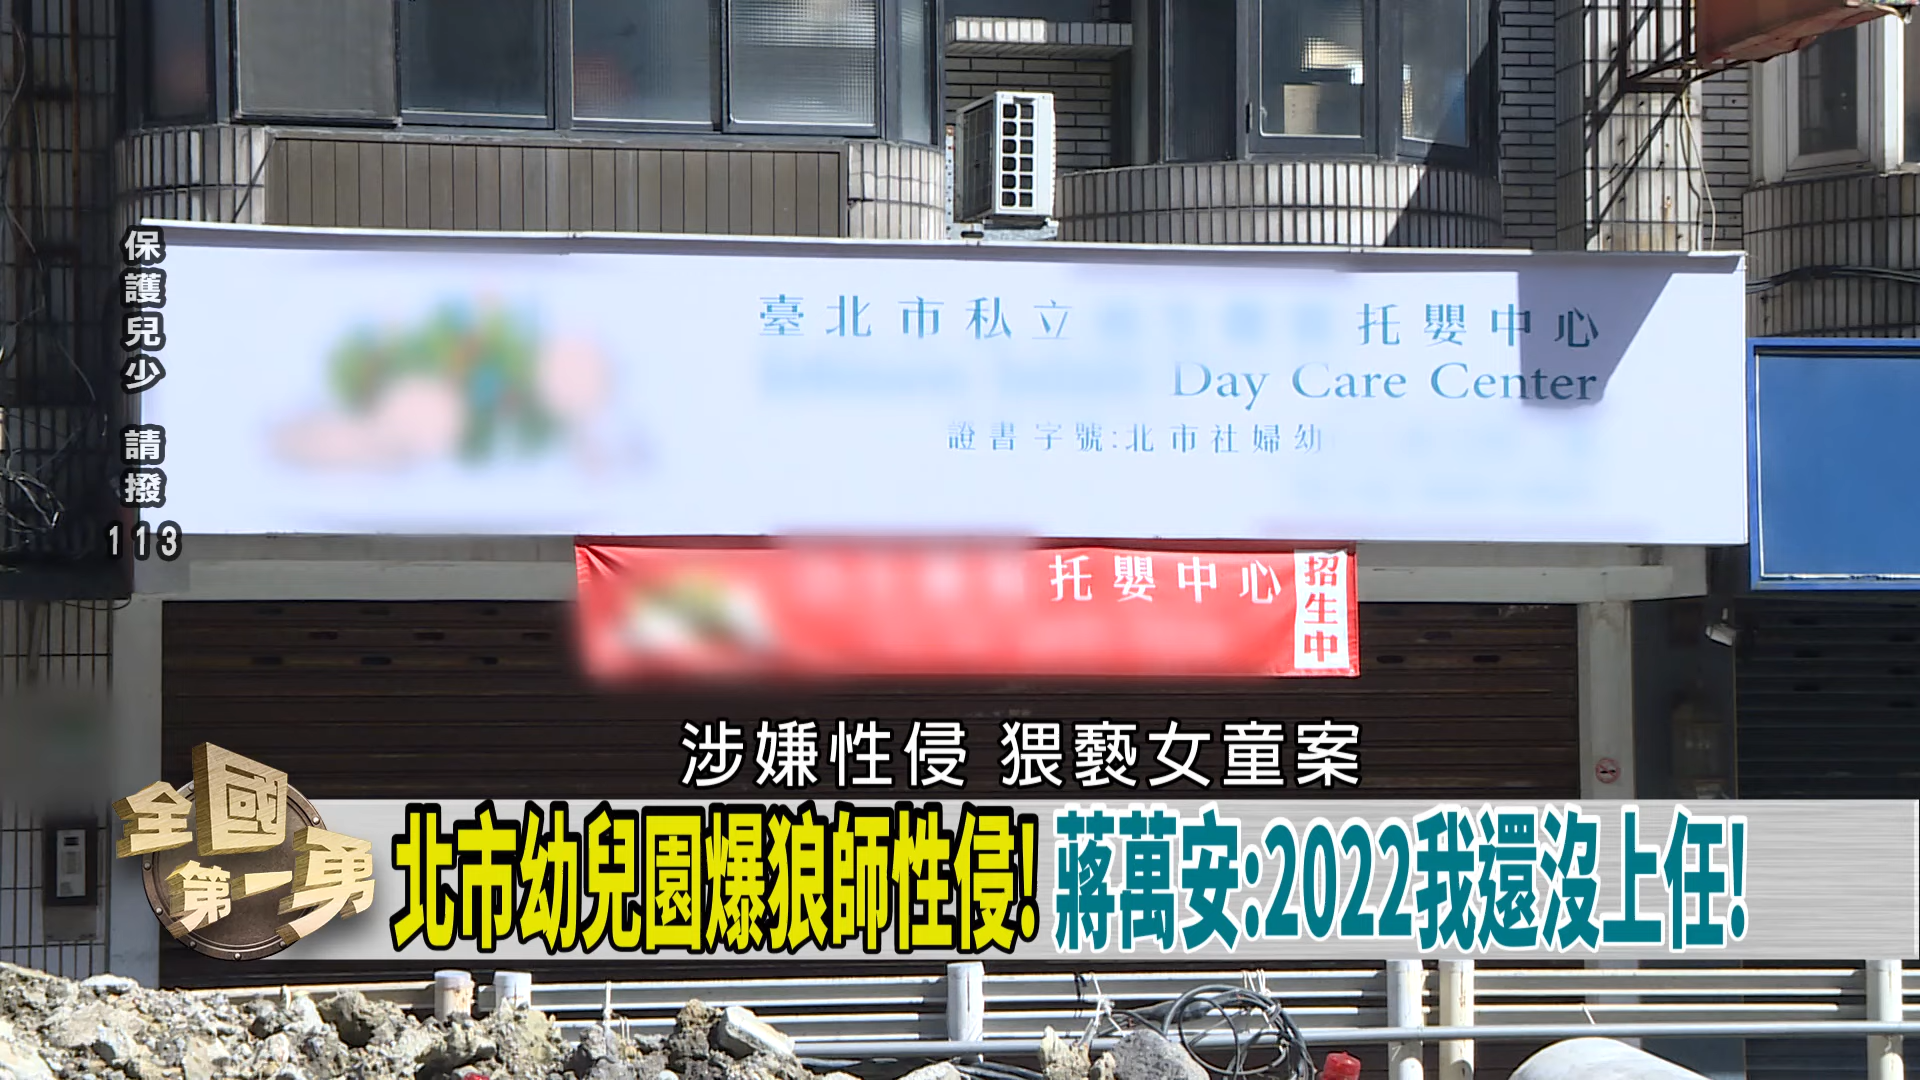 保護兒少 請撥113
臺北市私立 托嬰中心
Day Care Center
證書字號:北市社婦幼
托嬰中心 招生中
涉嫌性侵 猥褻女童案
全國第一勇
北市幼兒園爆狼師性侵! 蔣萬安:2022我還沒上任!